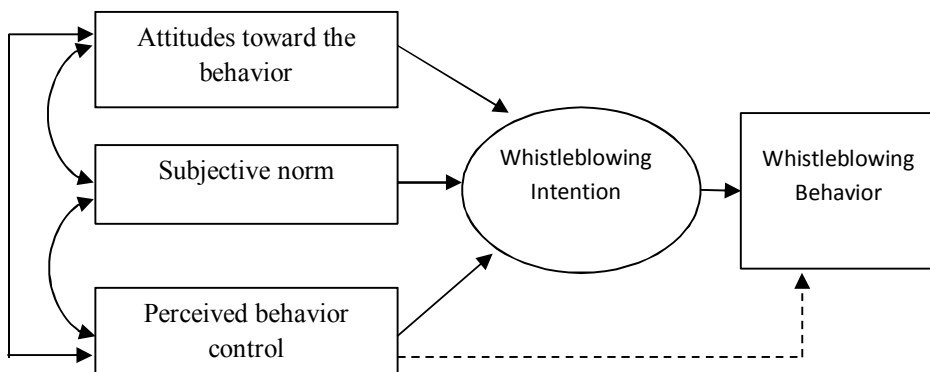 Attitudes toward the
behavior
Subjective norm
Perceived behavior
control
Whistleblowing
Intention
Whistleblowing
Behavior